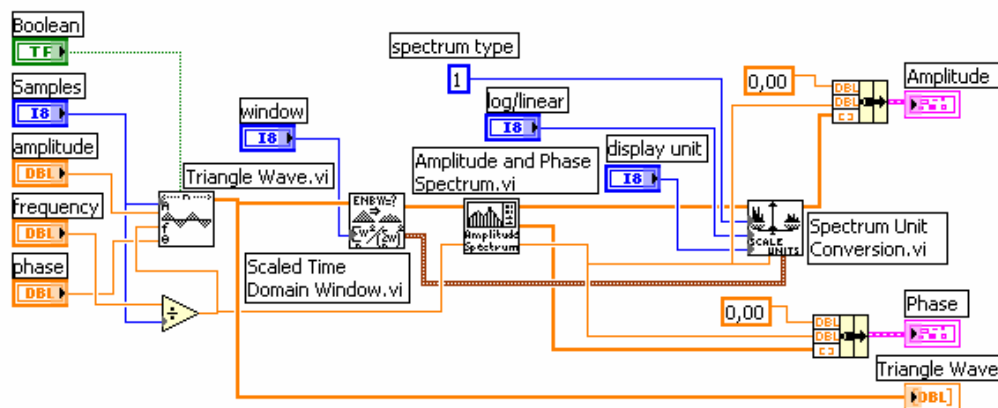 Boolean
TF
Samples
I8
amplitude
DBL
frequency
DBL
phase
DBL
Triangle Wave.vi
window
I8
Scaled Time
Domain Window.vi
ENBW=?
spectrum type
1
log/linear
I8
Amplitude and Phase
Spectrum.vi
Amplitude
Spectrum
display unit
I8
SCALE
UNITS
Spectrum Unit
Conversion.vi
0,00
DBL
DBL
Amplitude
0,00
DBL
DBL
Phase
Triangle Wave
DBL